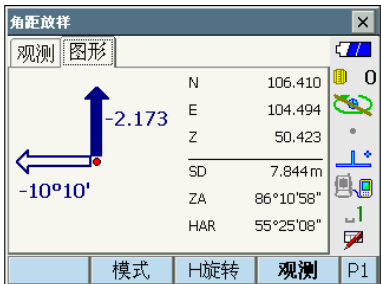 角距放样
观测 图形
-2.173
-10°10'
N 106.410
E 104.494
Z 50.423
SD 7.844m
ZA 86°10'58"
HAR 55°25'08"
0
1
模式 H旋转 观测 P1